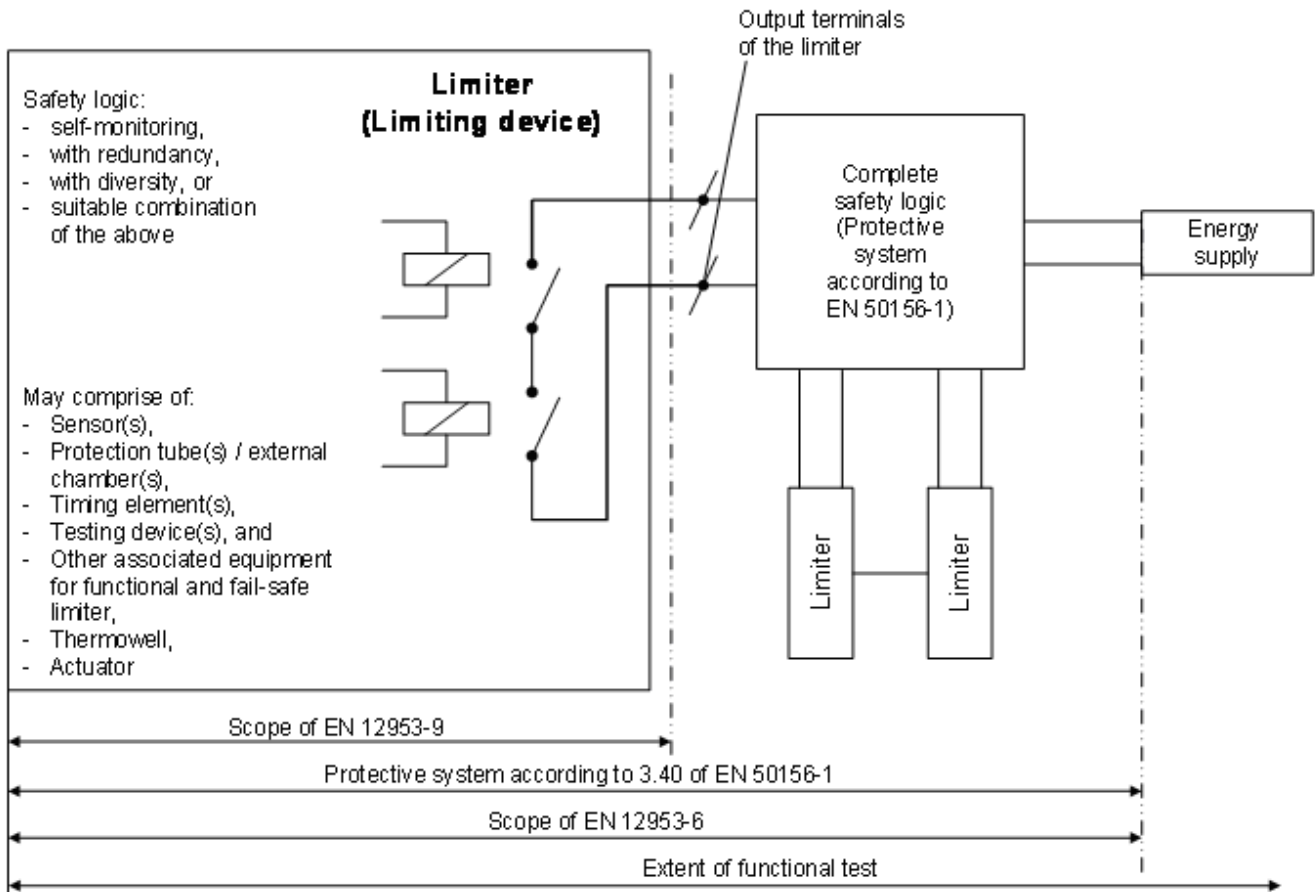 Output terminals
of the limiter
Limiter
(Limiting device)
Safety logic:
- self-monitoring,
- with redundancy,
- with diversity, or
- suitable combination
of the above
May comprise of:
- Sensor(s),
- Protection tube(s) / external
chamber(s),
- Timing element(s),
- Testing device(s), and
- Other associated equipment
for functional and fail-safe
limiter,
- Thermowell,
- Actuator
Complete
safety logic
(Protective
system
according to
EN 50156-1)
Energy
supply
Limiter
Limiter
Scope of EN 12953-9
Protective system according to 3.40 of EN 50156-1
Scope of EN 12953-6
Extent of functional test